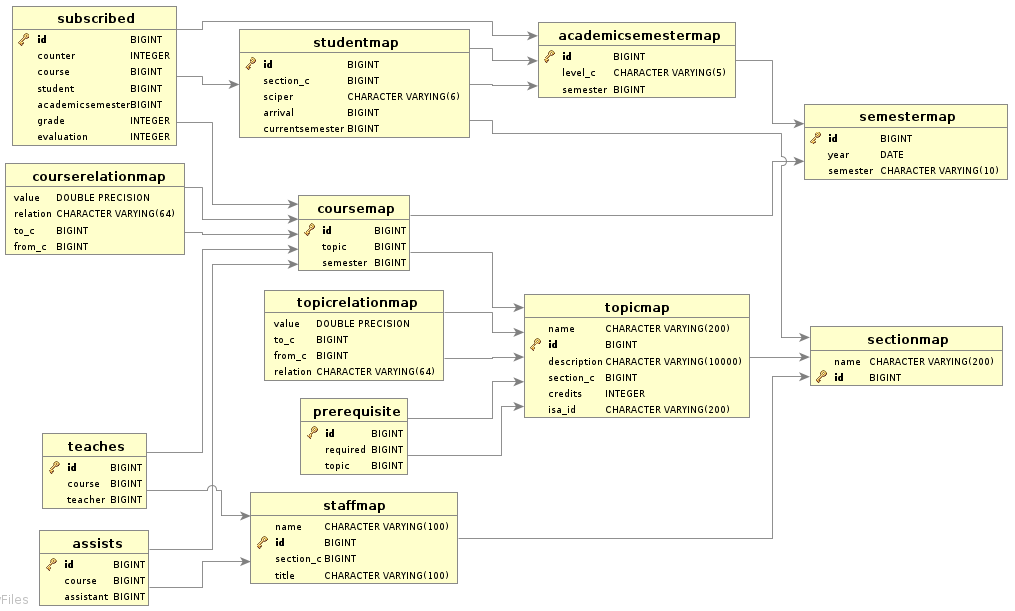 subscribed
id BIGINT
counter INTEGER
course BIGINT
student BIGINT
academicsemester BIGINT
grade INTEGER
evaluation INTEGER
studentmap
id BIGINT
section_c BIGINT
sciper CHARACTER VARYING(6)
arrival BIGINT
currentsemester BIGINT
academicsemestermap
id BIGINT
level_c CHARACTER VARYING(5)
semester BIGINT
semestermap
id BIGINT
year DATE
semester CHARACTER VARYING(10)
courserelationmap
value DOUBLE PRECISION
relation CHARACTER VARYING(64)
to_c BIGINT
from_c BIGINT
coursemap
id BIGINT
topic BIGINT
semester BIGINT
topicrelationmap
value DOUBLE PRECISION
to_c BIGINT
from_c BIGINT
relation CHARACTER VARYING(64)
topicmap
name CHARACTER VARYING(200)
id BIGINT
description CHARACTER VARYING(10000)
section_c BIGINT
credits INTEGER
isa_id CHARACTER VARYING(200)
sectionmap
name CHARACTER VARYING(200)
id BIGINT
prerequisite
id BIGINT
required BIGINT
topic BIGINT
teaches
id BIGINT
course BIGINT
teacher BIGINT
staffmap
name CHARACTER VARYING(100)
id BIGINT
section_c BIGINT
title CHARACTER VARYING(100)
assists
id BIGINT
course BIGINT
assistant BIGINT
Files